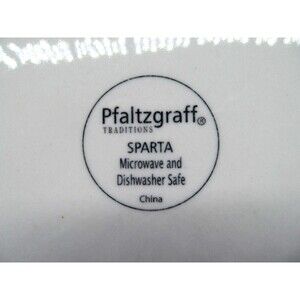 Pfaltzgraff®
TRADITIONS
SPARTA
Microwave and
Dishwasher Safe
China